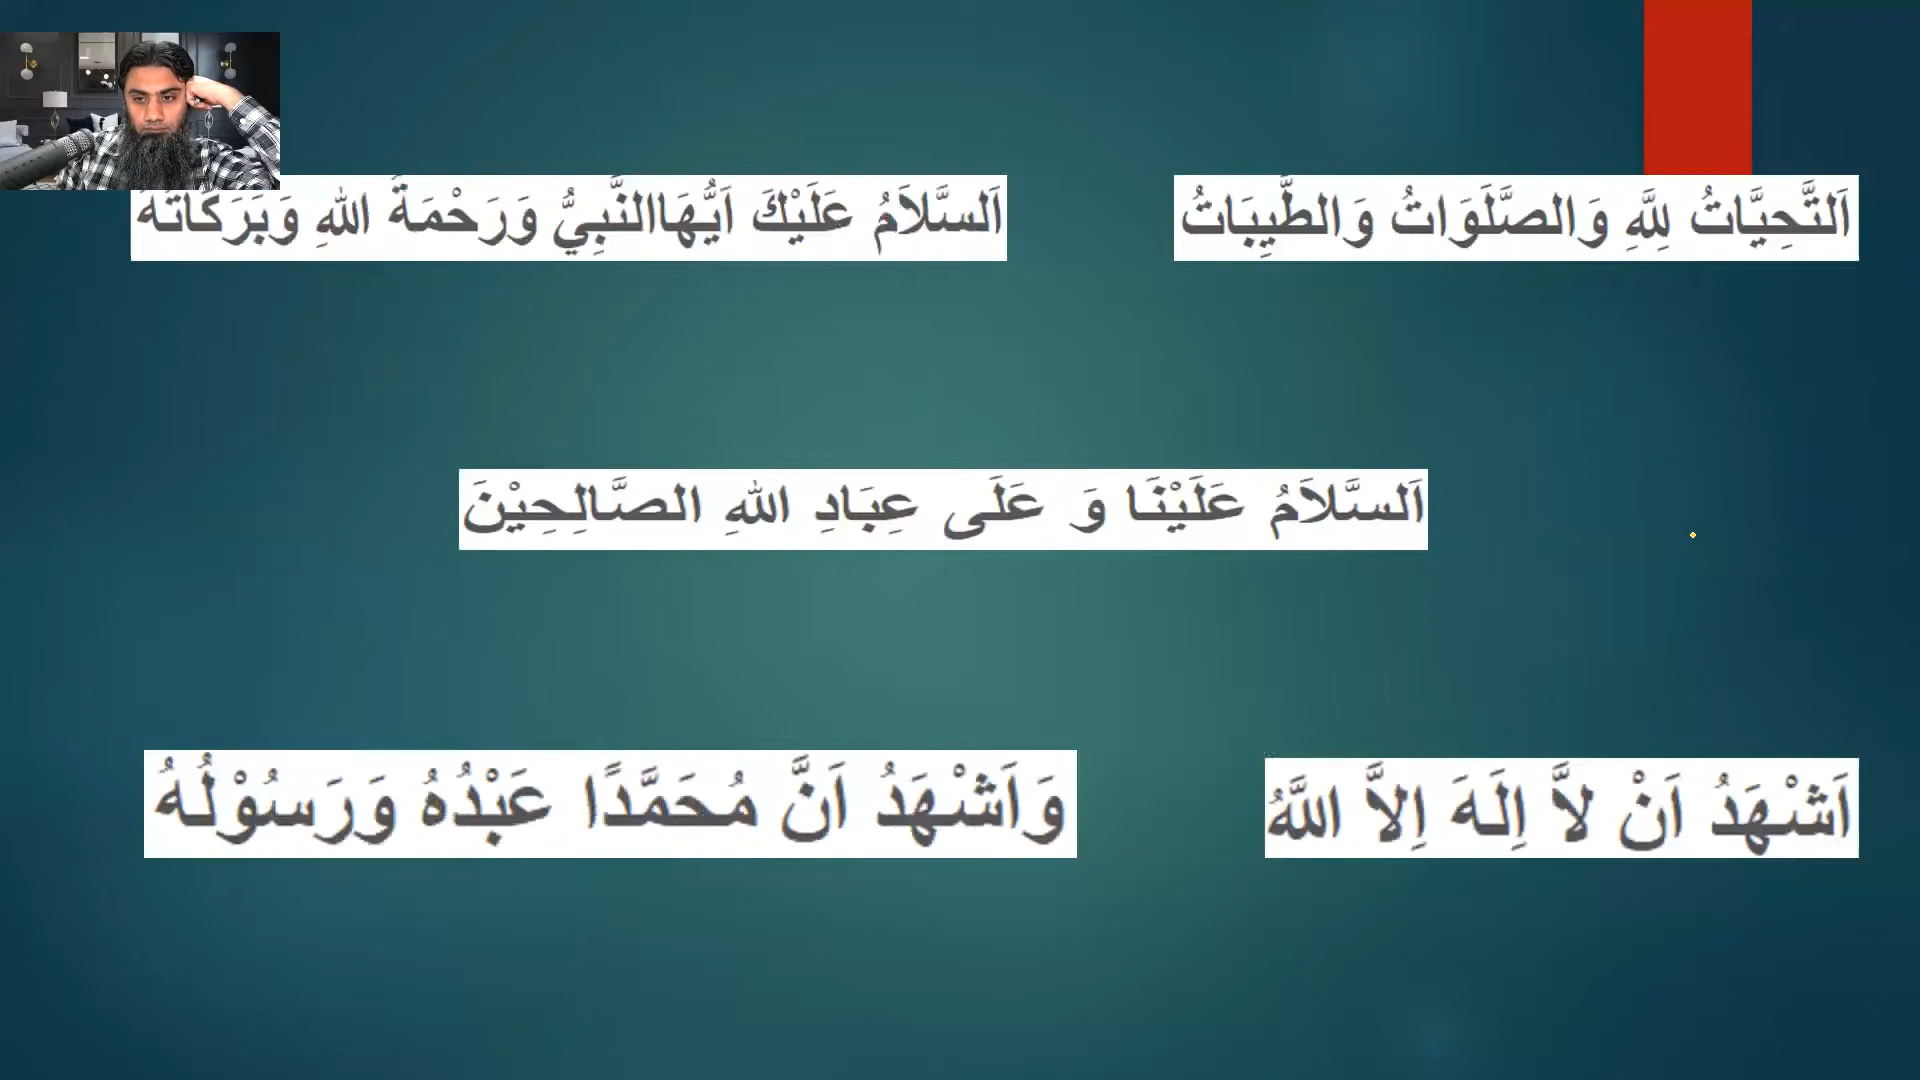 اَلتَّحِيَّاتُ لِلَّهِ وَالصَّلَوَاتُ وَالطَّيِبَاتُ
اَلسَّلاَمُ عَلَيْكَ اَيُّهَاالنَّبِيُّ وَرَحْمَةُ اللهِ وَبَرَكَاتُهُ
اَلسَّلاَمُ عَلَيْنَا وَ عَلَى عِبَادِ اللهِ الصَّالِحِيْنَ
اَشْهَدُ اَنْ لاَّ اِلَهَ اِلاَّ اللَّهُ
وَاَشْهَدُ اَنَّ مُحَمَّدًا عَبْدُهُ وَرَسُوْلُهُ